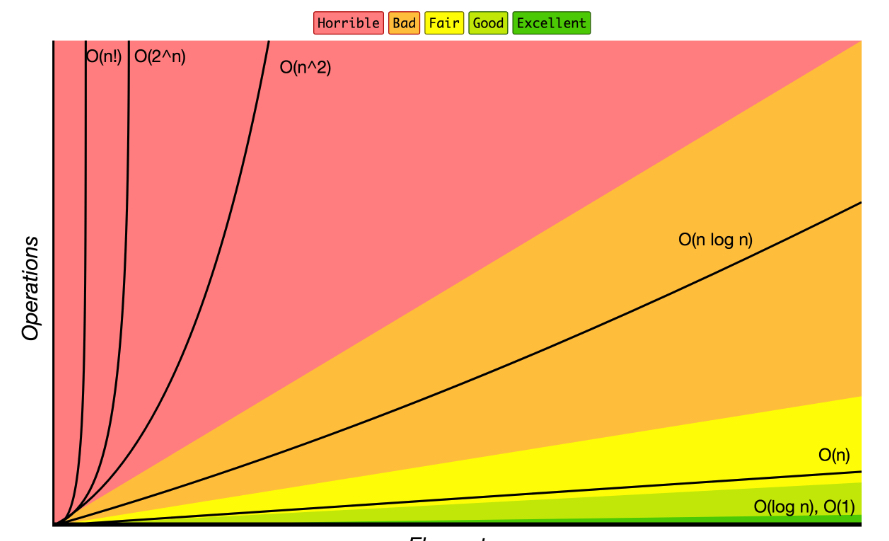 Horrible Bad Fair Good Excellent
O(n!) O(2^n)
O(n^2)
O(n log n)
Operations
O(n)
O(log n), O(1)